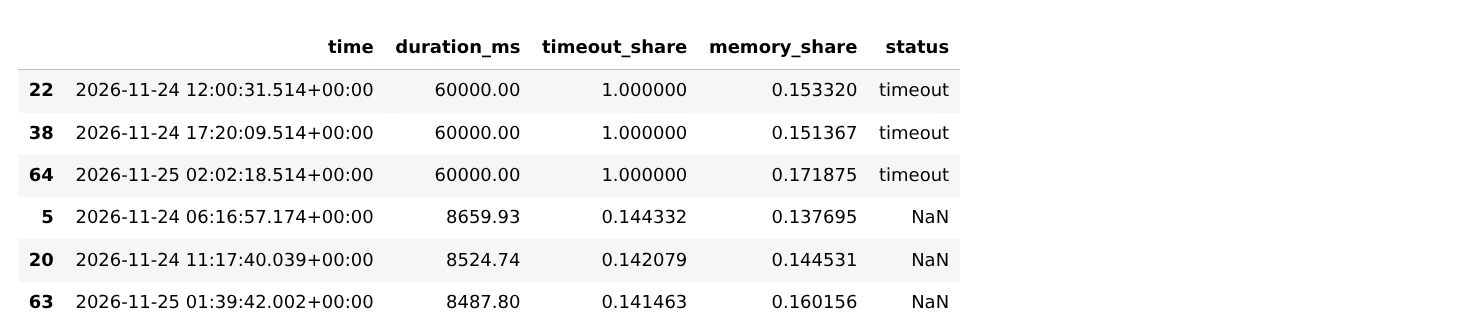 time duration_ms timeout_share memory_share status
22 2026-11-24 12:00:31.514+00:00 60000.00 1.000000 0.153320 timeout
38 2026-11-24 17:20:09.514+00:00 60000.00 1.000000 0.151367 timeout
64 2026-11-25 02:02:18.514+00:00 60000.00 1.000000 0.171875 timeout
5 2026-11-24 06:16:57.174+00:00 8659.93 0.144332 0.137695 NaN
20 2026-11-24 11:17:40.039+00:00 8524.74 0.142079 0.144531 NaN
63 2026-11-25 01:39:42.002+00:00 8487.80 0.141463 0.160156 NaN